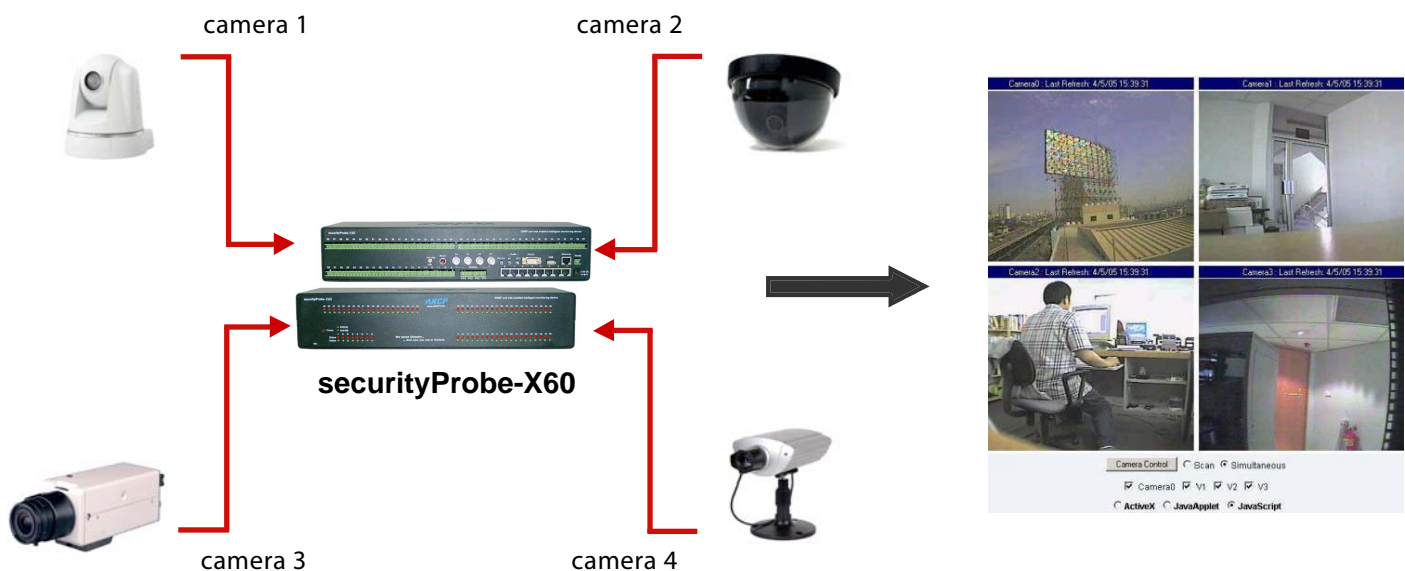 camera 1
camera 2
Camera0 : Last Refresh: 4/5/05 15:39:31
Camera1 : Last Refresh: 4/5/05 15:39:31
securityProbe-X60
AKCP
securityProbe-X60
Camera2 : Last Refresh: 4/5/05 15:39:31
Camera3 : Last Refresh: 4/5/05 15:39:31
Camera Control
Scan
Simultaneous
Camera0
V1
V2
V3
ActiveX
JavaApplet
JavaScript
camera 3
camera 4